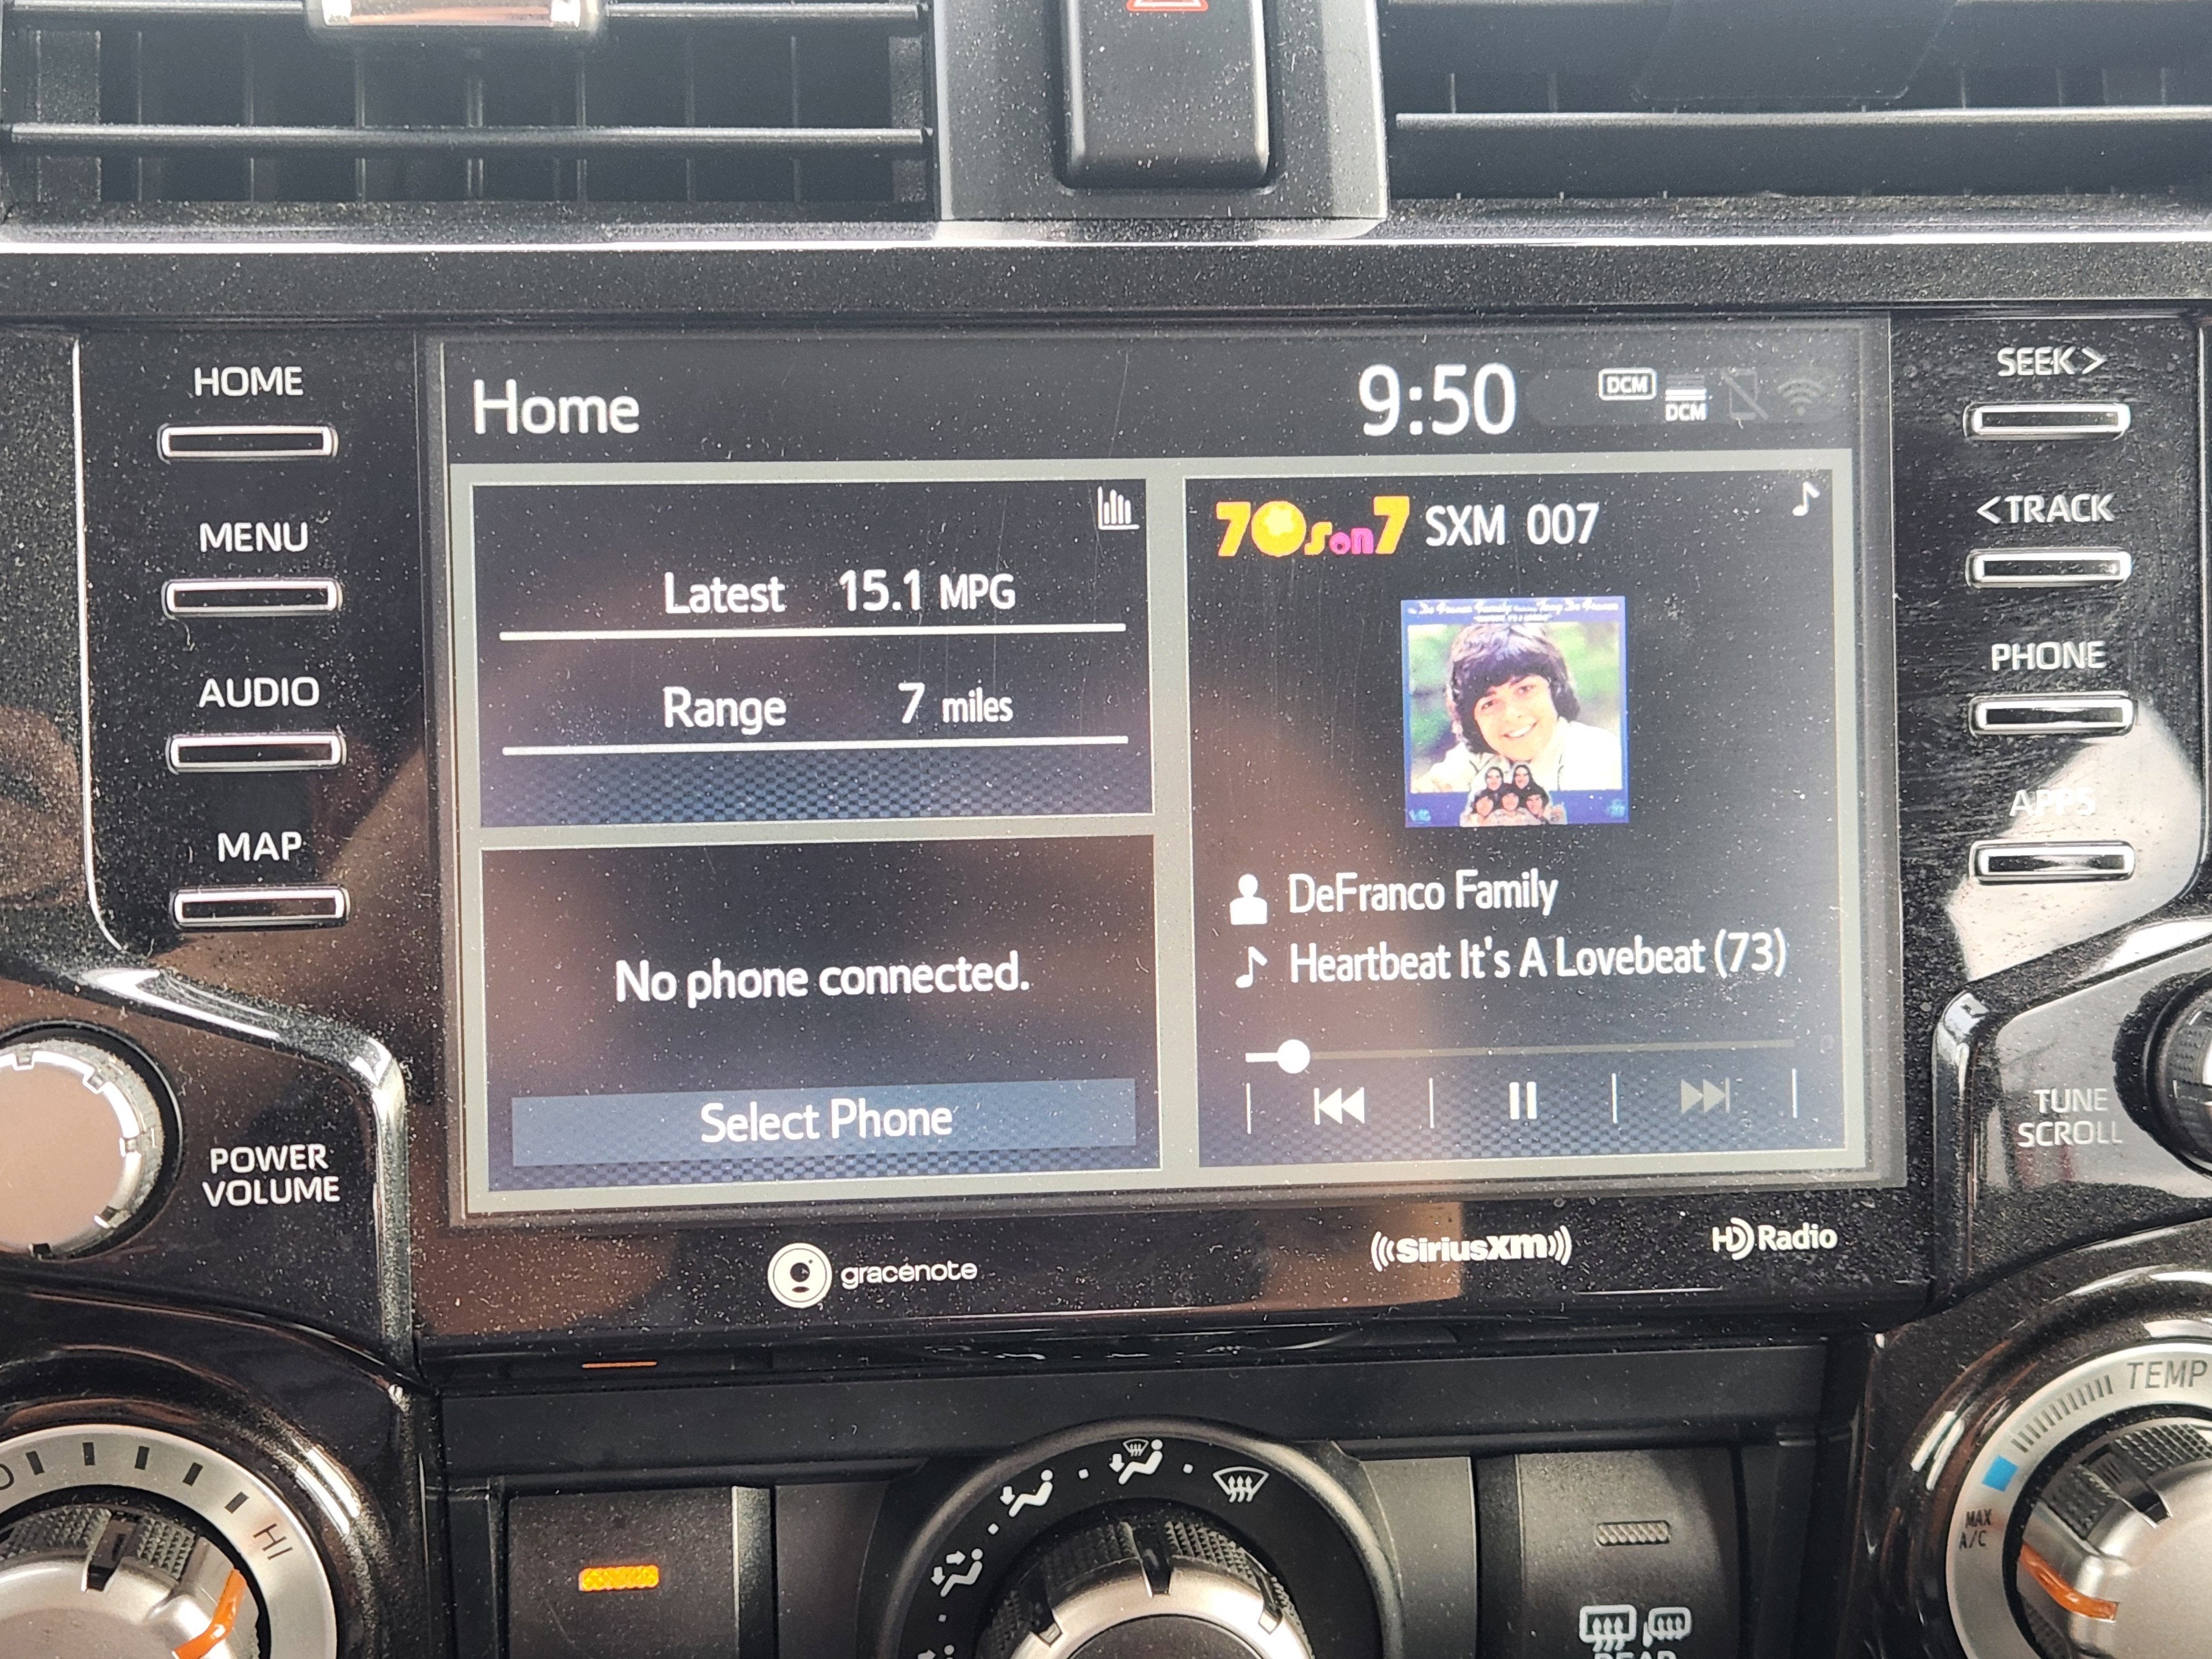 HOME
MENU
AUDIO
MAP
POWER
VOLUME
Home
9:50
DCM
DCM
Latest 15.1 MPG
Range 7 miles
No phone connected.
Select Phone
70s on 7 SXM 007
DeFranco Family
Heartbeat It's A Lovebeat (73)
SEEK >
< TRACK
PHONE
APPS
TUNE
SCROLL
gracenote
((SiriusXM))
HD Radio
HI
TEMP
MAX
A/C
REAR